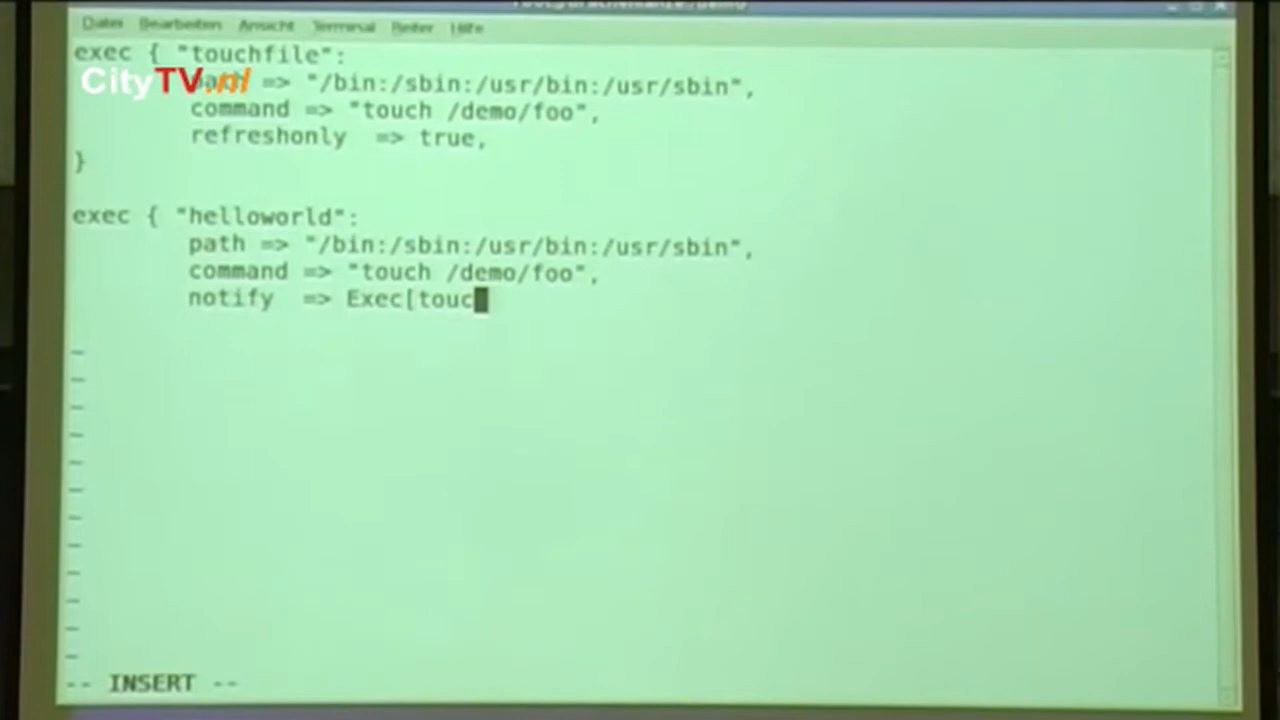 Datei Bearbeiten Ansicht Terminal Reiter Hilfe
exec { "touchfile":
CityTV.nl
path => "/bin:/sbin:/usr/bin:/usr/sbin",
command => "touch /demo/foo",
refreshonly => true,
}
exec { "helloworld":
path => "/bin:/sbin:/usr/bin:/usr/sbin",
command => "touch /demo/foo",
notify => Exec[touc
~
~
~
~
~
~
~
~
~
~
~
~
-- INSERT --